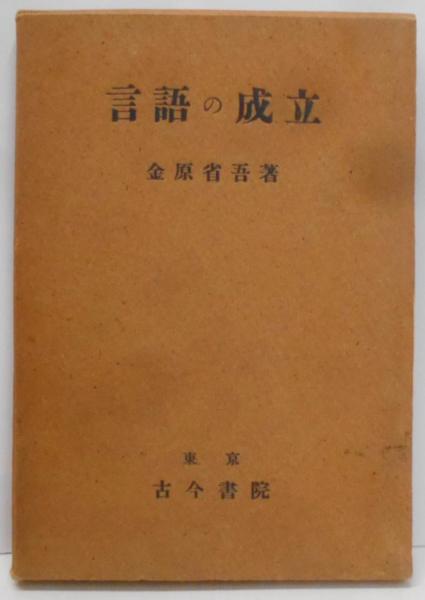 言語の成立
金原省吾著
東京
古今書院